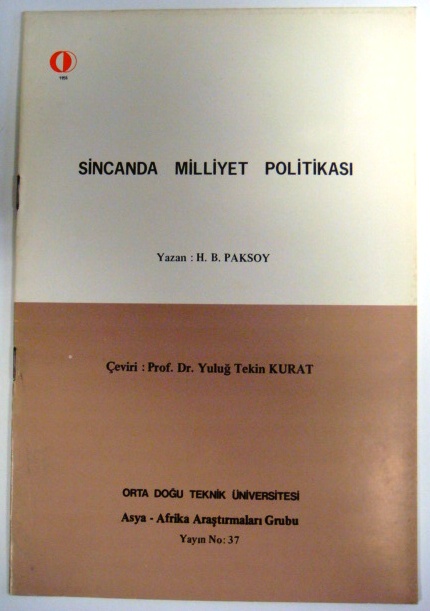 SİNCANDA MİLLİYET POLİTİKASI
Yazan : H. B. PAKSOY
Çeviri : Prof. Dr. Yuluğ Tekin KURAT
ORTA DOĞU TEKNİK ÜNİVERSİTESİ
Asya - Afrika Araştırmaları Grubu
Yayın No: 37